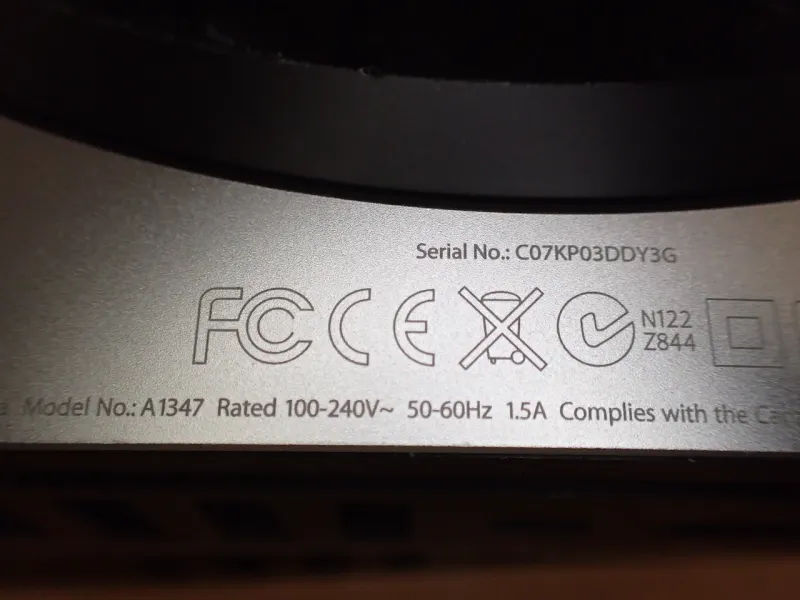 Serial No.: C07KP03DDY3G
FC CE N122
Z844
Model No.: A1347 Rated 100-240V~ 50-60Hz 1.5A Complies with the